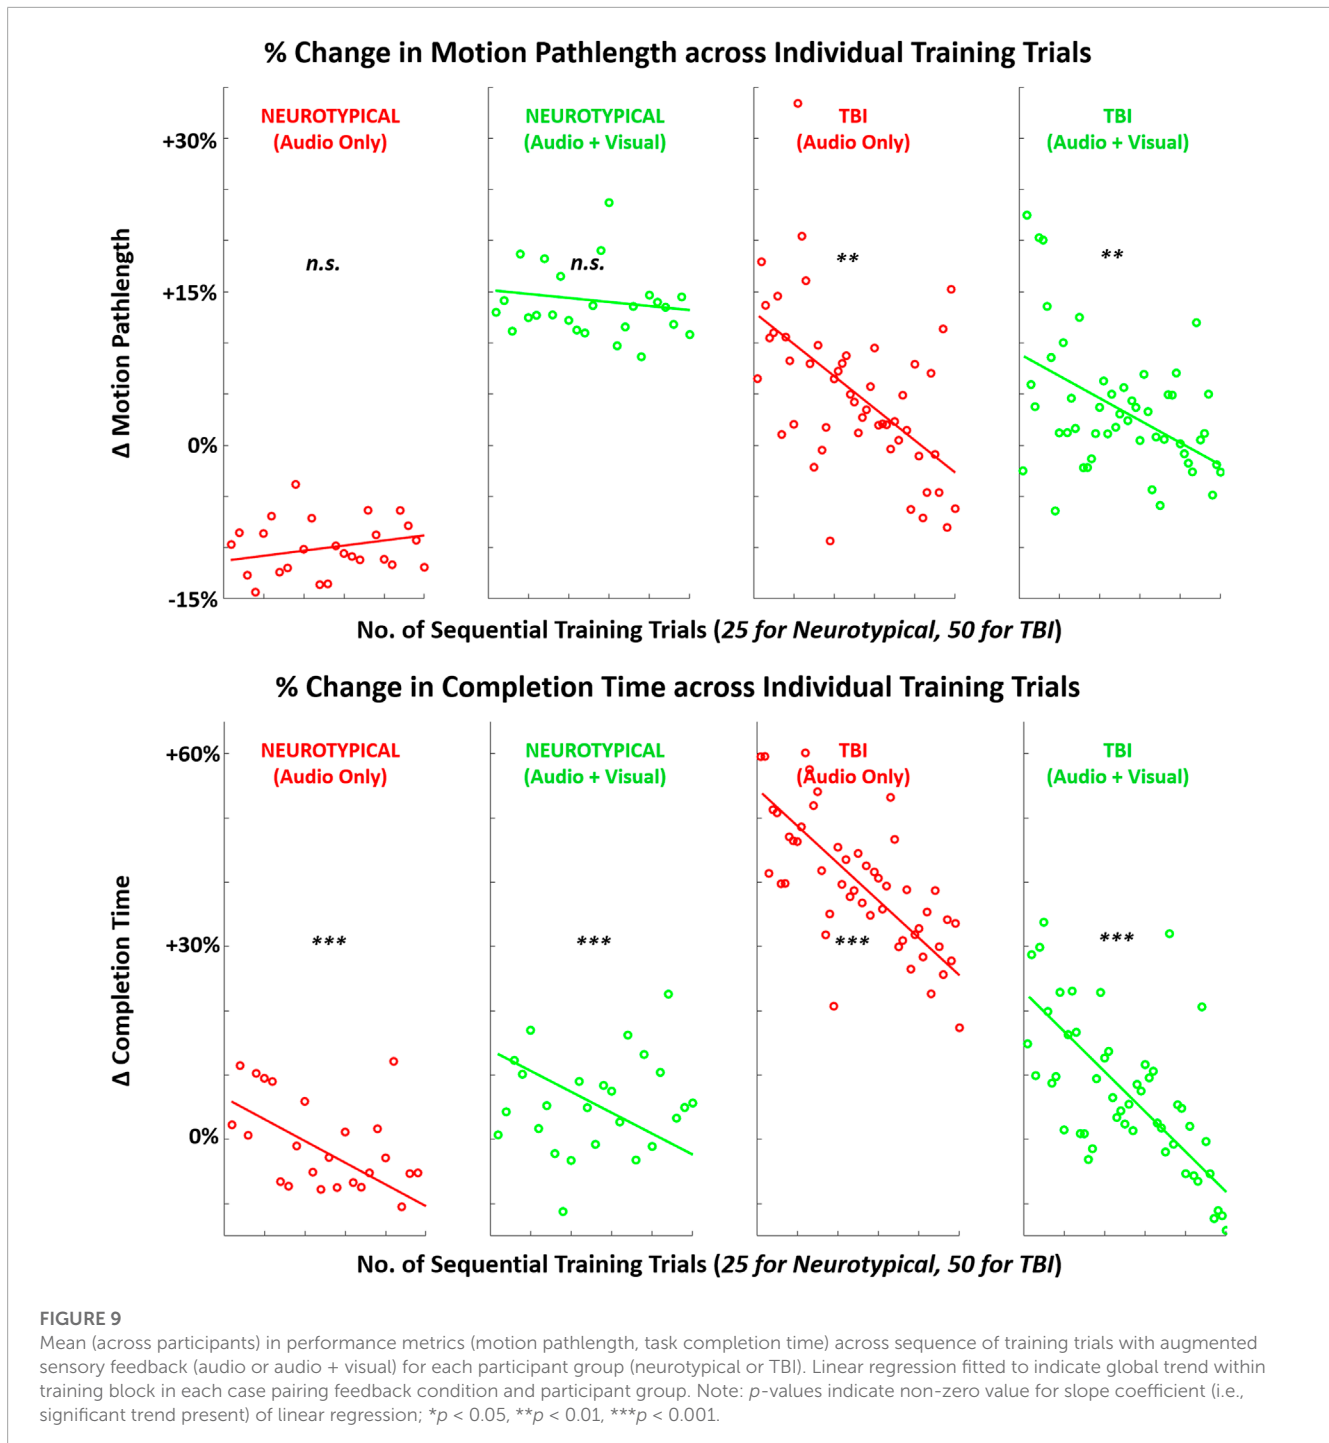 % Change in Motion Pathlength across Individual Training Trials
NEUROTYPICAL
(Audio Only)
NEUROTYPICAL
(Audio + Visual)
TBI
(Audio Only)
TBI
(Audio + Visual)
+30%
+15%
0%
-15%
Δ Motion Pathlength
n.s.
n.s.
**
**
No. of Sequential Training Trials (25 for Neurotypical, 50 for TBI)
% Change in Completion Time across Individual Training Trials
NEUROTYPICAL
(Audio Only)
NEUROTYPICAL
(Audio + Visual)
TBI
(Audio Only)
TBI
(Audio + Visual)
+60%
+30%
0%
Δ Completion Time
***
***
***
***
No. of Sequential Training Trials (25 for Neurotypical, 50 for TBI)
FIGURE 9
Mean (across participants) in performance metrics (motion pathlength, task completion time) across sequence of training trials with augmented
sensory feedback (audio or audio + visual) for each participant group (neurotypical or TBI). Linear regression fitted to indicate global trend within
training block in each case pairing feedback condition and participant group. Note: p-values indicate non-zero value for slope coefficient (i.e.,
significant trend present) of linear regression; *p < 0.05, **p < 0.01, ***p < 0.001.